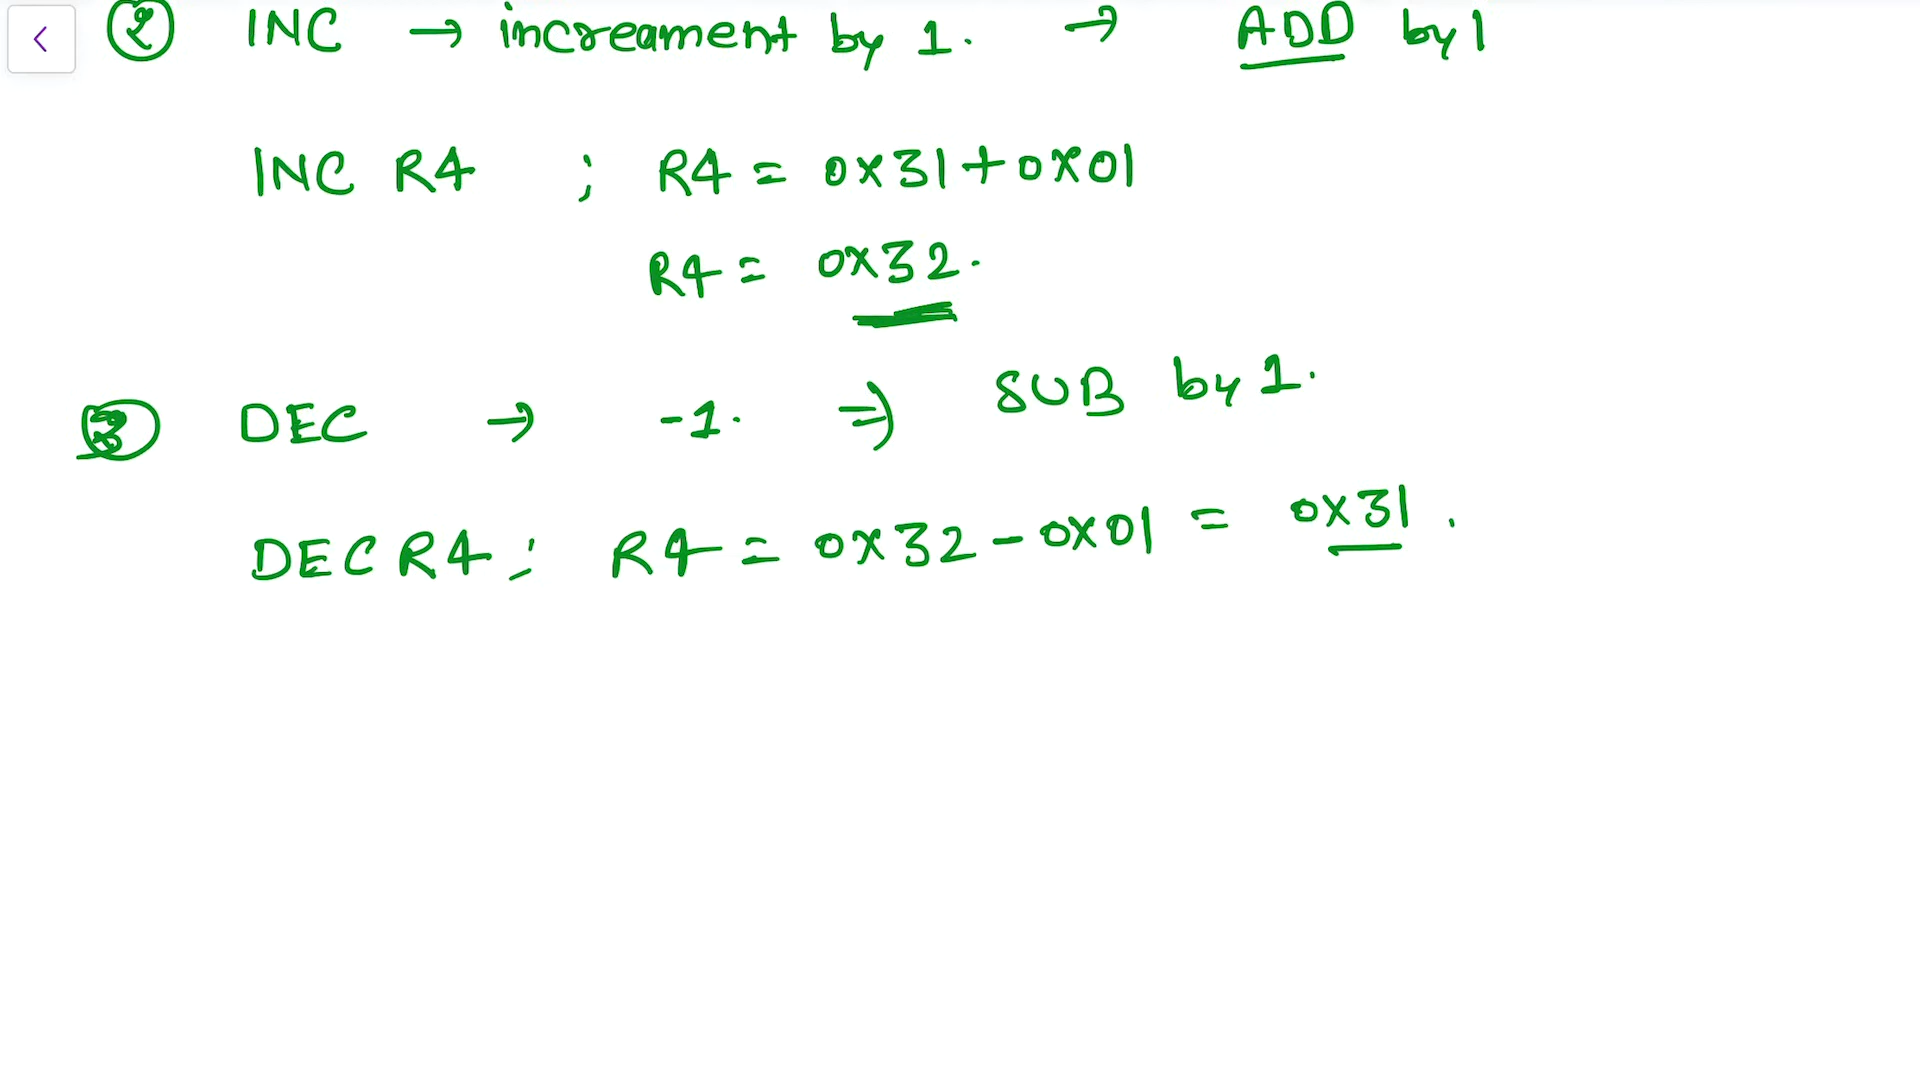 ② INC → increament by 1. → ADD by 1
INC R4 ; R4 = 0x31 + 0x01
R4 = 0x32.
③ DEC → -1. ⇒ SUB by 1.
DEC R4 ; R4 = 0x32 - 0x01 = 0x31.